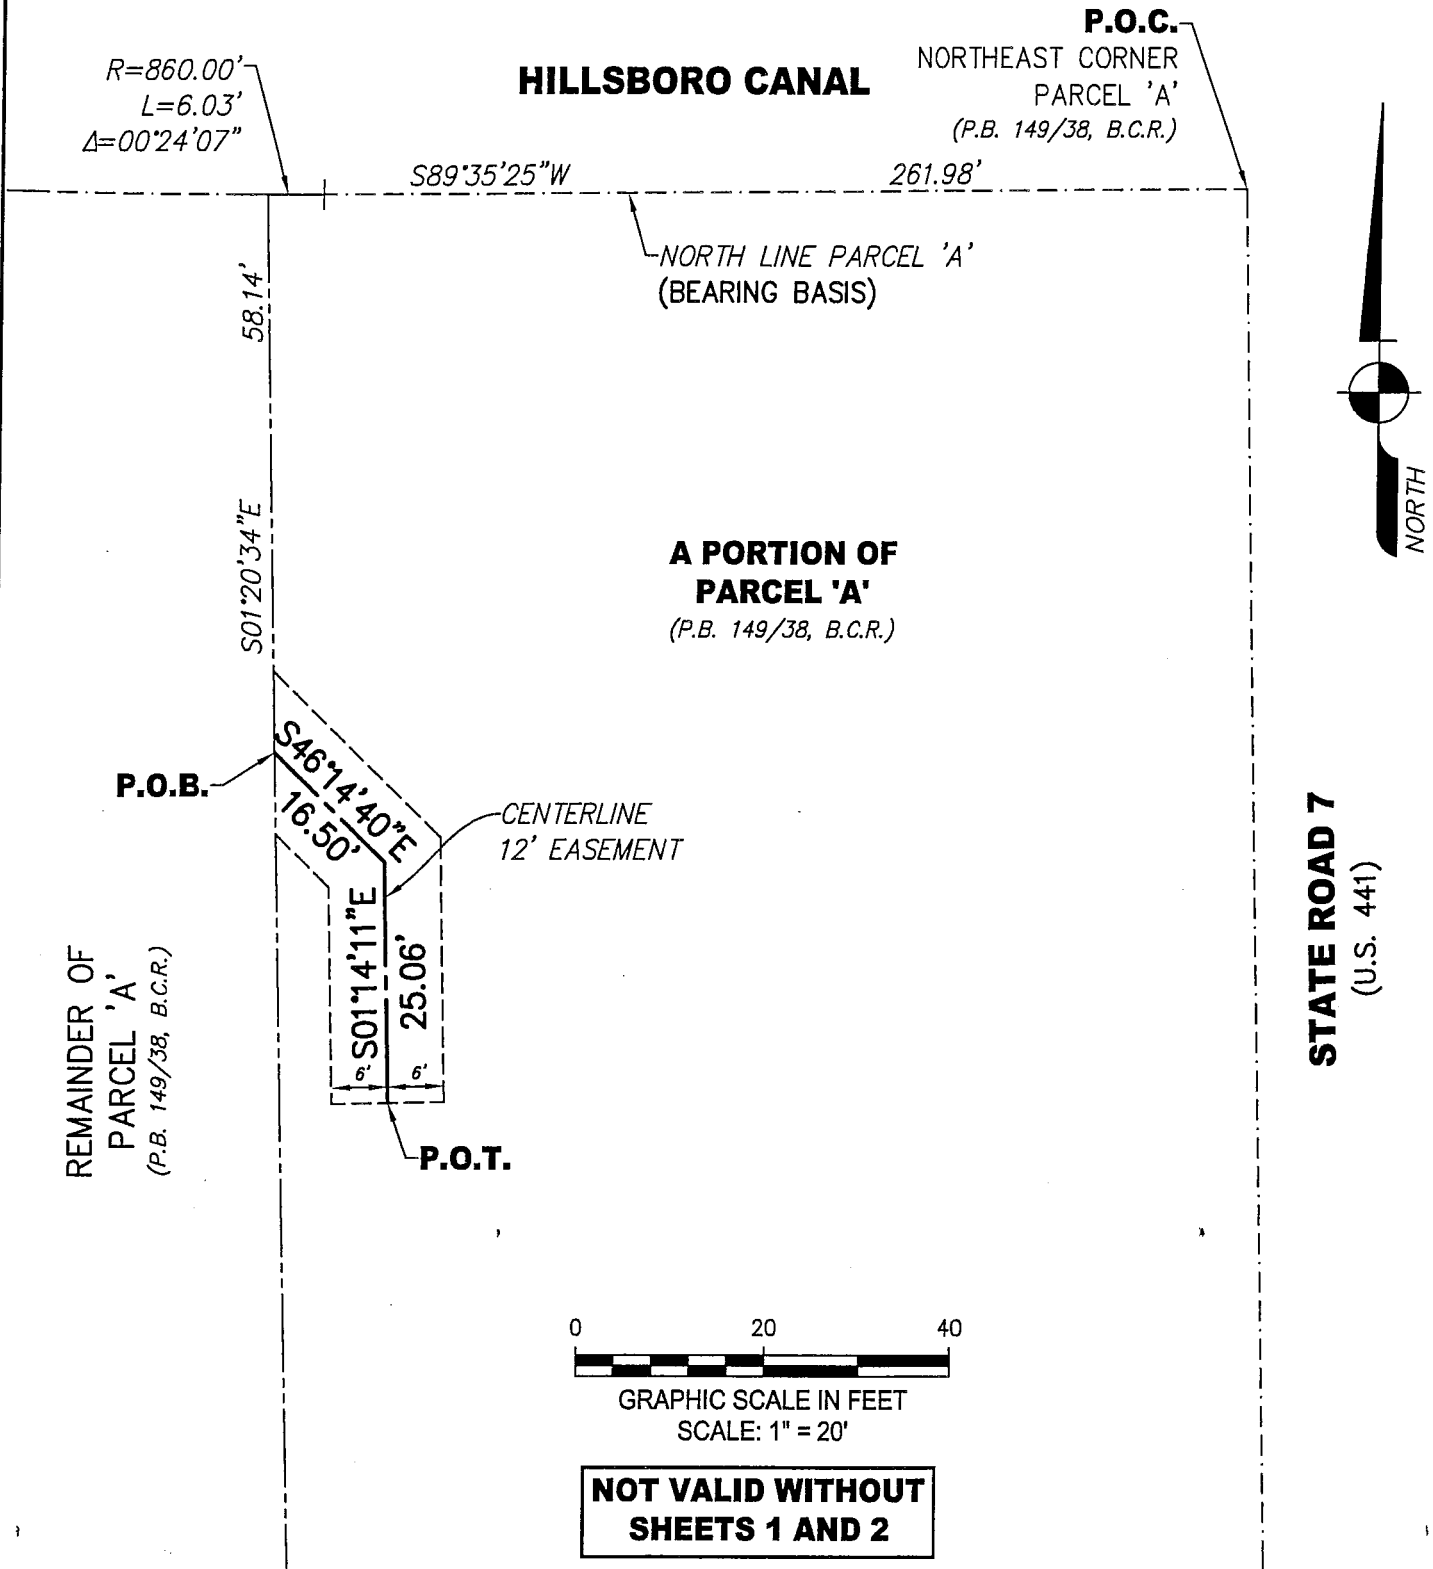 P.O.C.
NORTHEAST CORNER
PARCEL 'A'
(P.B. 149/38, B.C.R.)
HILLSBORO CANAL
R=860.00'
L=6.03'
Δ=00°24'07"
S89°35'25"W
261.98'
NORTH LINE PARCEL 'A'
(BEARING BASIS)
58.14'
S01°20'34"E
NORTH
A PORTION OF
PARCEL 'A'
(P.B. 149/38, B.C.R.)
S46°14'40"E
16.50'
P.O.B.
CENTERLINE
12' EASEMENT
S01°14'11"E
25.06'
6'
6'
P.O.T.
REMAINDER OF
PARCEL 'A'
(P.B. 149/38, B.C.R.)
STATE ROAD 7
(U.S. 441)
0 20 40
GRAPHIC SCALE IN FEET
SCALE: 1" = 20'
NOT VALID WITHOUT
SHEETS 1 AND 2